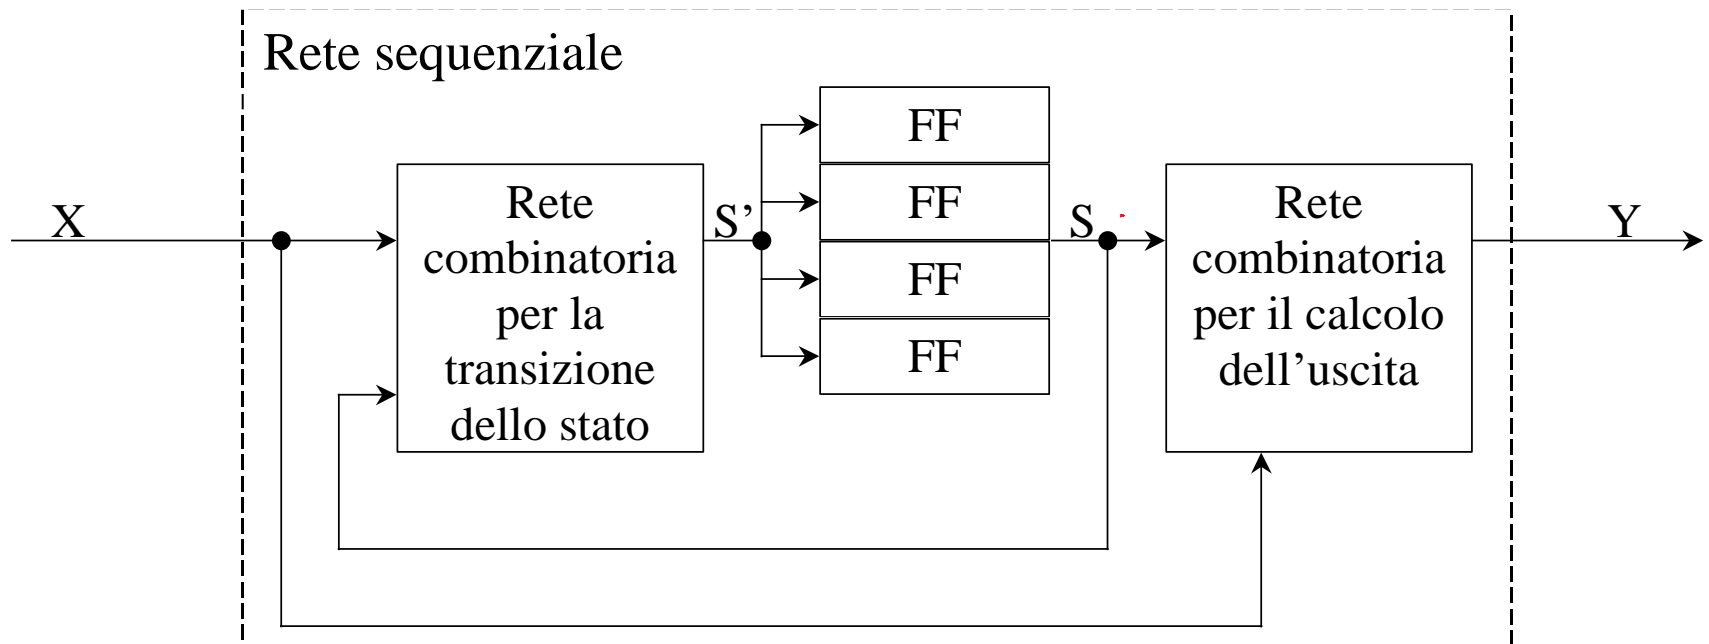 Rete sequenziale
X
Rete
combinatoria
per la
transizione
dello stato
S’
FF
FF
FF
FF
S
Rete
combinatoria
per il calcolo
dell’uscita
Y